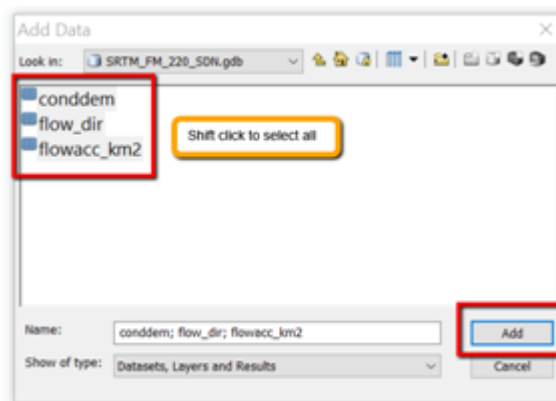 Add Data
Look in: SRTM_FM_220_SDN.gdb
conddem
flow_dir
flowacc_km2
Shift click to select all
Name: conddem; flow_dir; flowacc_km2 Add
Show of type: Datasets, Layers and Results Cancel